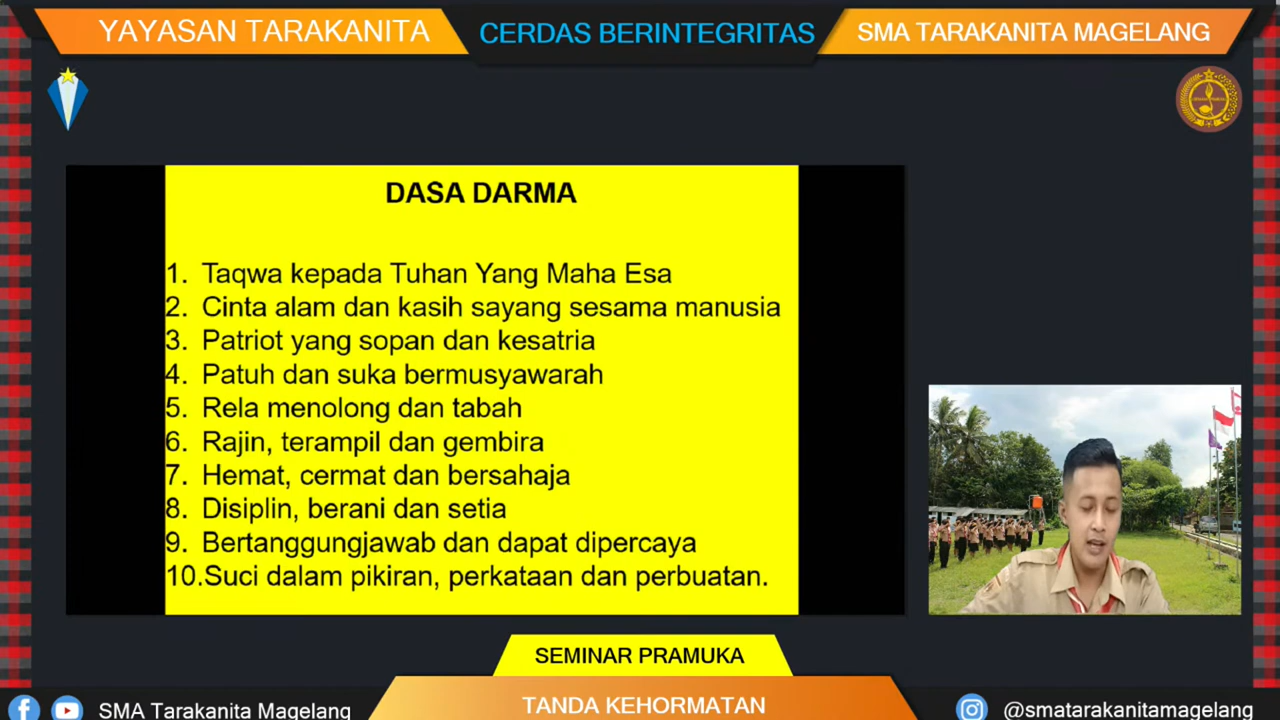 YAYASAN TARAKANITA
CERDAS BERINTEGRITAS
SMA TARAKANITA MAGELANG
DASA DARMA
1. Taqwa kepada Tuhan Yang Maha Esa
2. Cinta alam dan kasih sayang sesama manusia
3. Patriot yang sopan dan kesatria
4. Patuh dan suka bermusyawarah
5. Rela menolong dan tabah
6. Rajin, terampil dan gembira
7. Hemat, cermat dan bersahaja
8. Disiplin, berani dan setia
9. Bertanggungjawab dan dapat dipercaya
10.Suci dalam pikiran, perkataan dan perbuatan.
SEMINAR PRAMUKA
TANDA KEHORMATAN
SMA Tarakanita Magelang
@smatarakanitamagelang